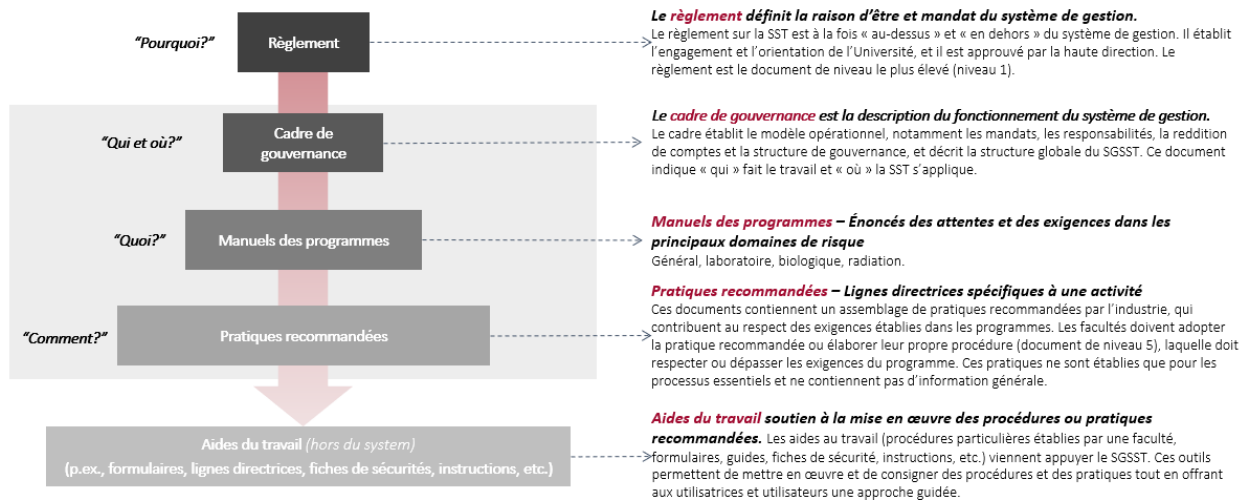 “Pourquoi?”
Règlement
Le règlement définit la raison d’être et mandat du système de gestion.
Le règlement sur la SST est à la fois « au-dessus » et « en dehors » du système de gestion. Il établit
l’engagement et l’orientation de l’Université, et il est approuvé par la haute direction. Le
règlement est le document de niveau le plus élevé (niveau 1).
“Qui et où?”
Cadre de
gouvernance
Le cadre de gouvernance est la description du fonctionnement du système de gestion.
Le cadre établit le modèle opérationnel, notamment les mandats, les responsabilités, la reddition
de comptes et la structure de gouvernance, et décrit la structure globale du SGSST. Ce document
indique « qui » fait le travail et « où » la SST s’applique.
“Quoi?”
Manuels des programmes
Manuels des programmes – Énoncés des attentes et des exigences dans les
principaux domaines de risque
Général, laboratoire, biologique, radiation.
“Comment?”
Pratiques recommandées
Pratiques recommandées – Lignes directrices spécifiques à une activité
Ces documents contiennent un assemblage de pratiques recommandées par l’industrie, qui
contribuent au respect des exigences établies dans les programmes. Les facultés doivent adopter
la pratique recommandée ou élaborer leur propre procédure (document de niveau 5), laquelle doit
respecter ou dépasser les exigences du programme. Ces pratiques ne sont établies que pour les
processus essentiels et ne contiennent pas d’information générale.
Aides du travail (hors du system)
(p.ex., formulaires, lignes directrices, fiches de sécurités, instructions, etc.)
Aides du travail soutien à la mise en œuvre des procédures ou pratiques
recommandées. Les aides au travail (procédures particulières établies par une faculté,
formulaires, guides, fiches de sécurité, instructions, etc.) viennent appuyer le SGSST. Ces outils
permettent de mettre en œuvre et de consigner des procédures et des pratiques tout en offrant
aux utilisatrices et utilisateurs une approche guidée.